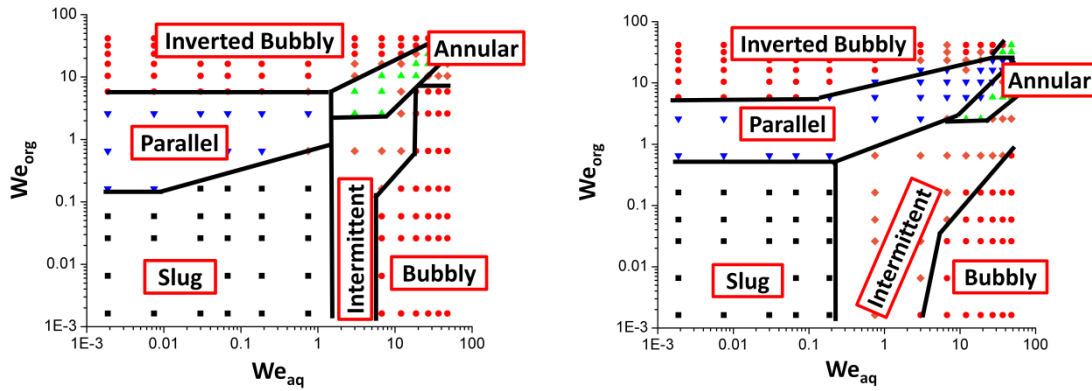 100
10
1
0.1
0.01
1E-3
We_org
Inverted Bubbly
Annular
Parallel
Intermittent
Slug
Bubbly
1E-3 0.01 0.1 1 10 100
We_aq
100
10
1
0.1
0.01
1E-3
We_org
Inverted Bubbly
Annular
Parallel
Intermittent
Slug
Bubbly
1E-3 0.01 0.1 1 10 100
We_aq